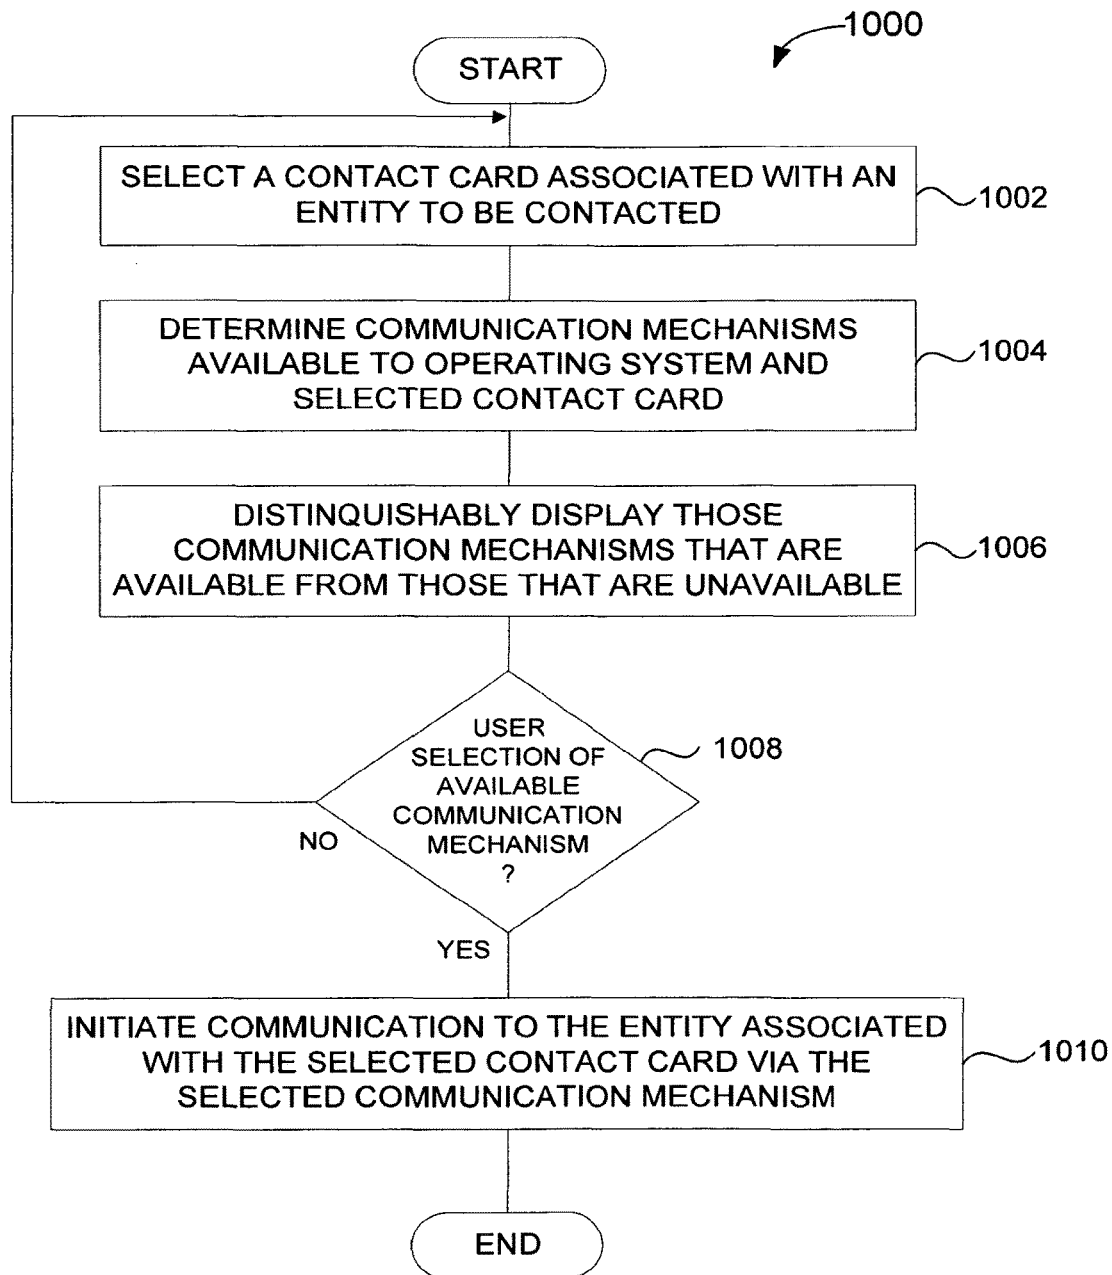 1000
START
SELECT A CONTACT CARD ASSOCIATED WITH AN
ENTITY TO BE CONTACTED
1002
DETERMINE COMMUNICATION MECHANISMS
AVAILABLE TO OPERATING SYSTEM AND
SELECTED CONTACT CARD
1004
DISTINQUISHABLY DISPLAY THOSE
COMMUNICATION MECHANISMS THAT ARE
AVAILABLE FROM THOSE THAT ARE UNAVAILABLE
1006
USER
SELECTION OF
AVAILABLE
COMMUNICATION
MECHANISM
?
1008
NO
YES
INITIATE COMMUNICATION TO THE ENTITY ASSOCIATED
WITH THE SELECTED CONTACT CARD VIA THE
SELECTED COMMUNICATION MECHANISM
1010
END